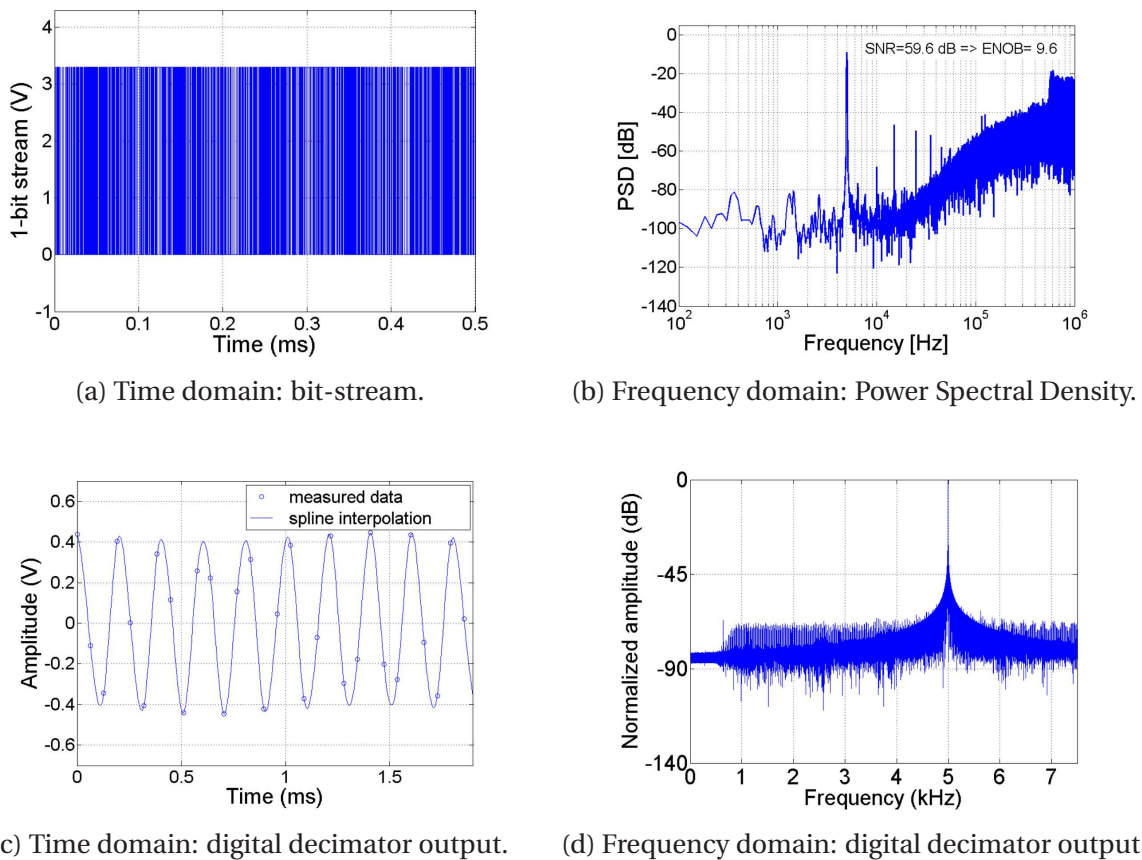 4
3
2
1
0
-1
1-bit stream (V)
0 0.1 0.2 0.3 0.4 0.5
Time (ms)
(a) Time domain: bit-stream.
SNR=59.6 dB => ENOB= 9.6
0
-20
-40
-60
-80
-100
-120
-140
PSD [dB]
10^2 10^3 10^4 10^5 10^6
Frequency [Hz]
(b) Frequency domain: Power Spectral Density.
measured data
spline interpolation
0.6
0.4
0.2
0
-0.2
-0.4
-0.6
Amplitude (V)
0 0.5 1 1.5
Time (ms)
c) Time domain: digital decimator output.
0
-45
-90
-140
Normalized amplitude (dB)
0 1 2 3 4 5 6 7
Frequency (kHz)
(d) Frequency domain: digital decimator output